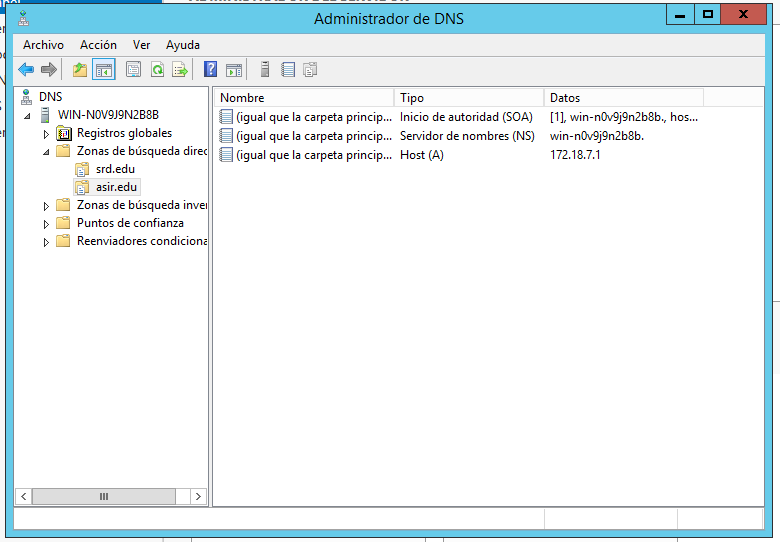 Administrador de DNS
Archivo Acción Ver Ayuda
DNS
WIN-N0V9J9N2B8B
Registros globales
Zonas de búsqueda direc
srd.edu
asir.edu
Zonas de búsqueda inve
Puntos de confianza
Reenviadores condiciona
Nombre Tipo Datos
(igual que la carpeta princip... Inicio de autoridad (SOA) [1], win-n0v9j9n2b8b., hos...
(igual que la carpeta princip... Servidor de nombres (NS) win-n0v9j9n2b8b.
(igual que la carpeta princip... Host (A) 172.18.7.1